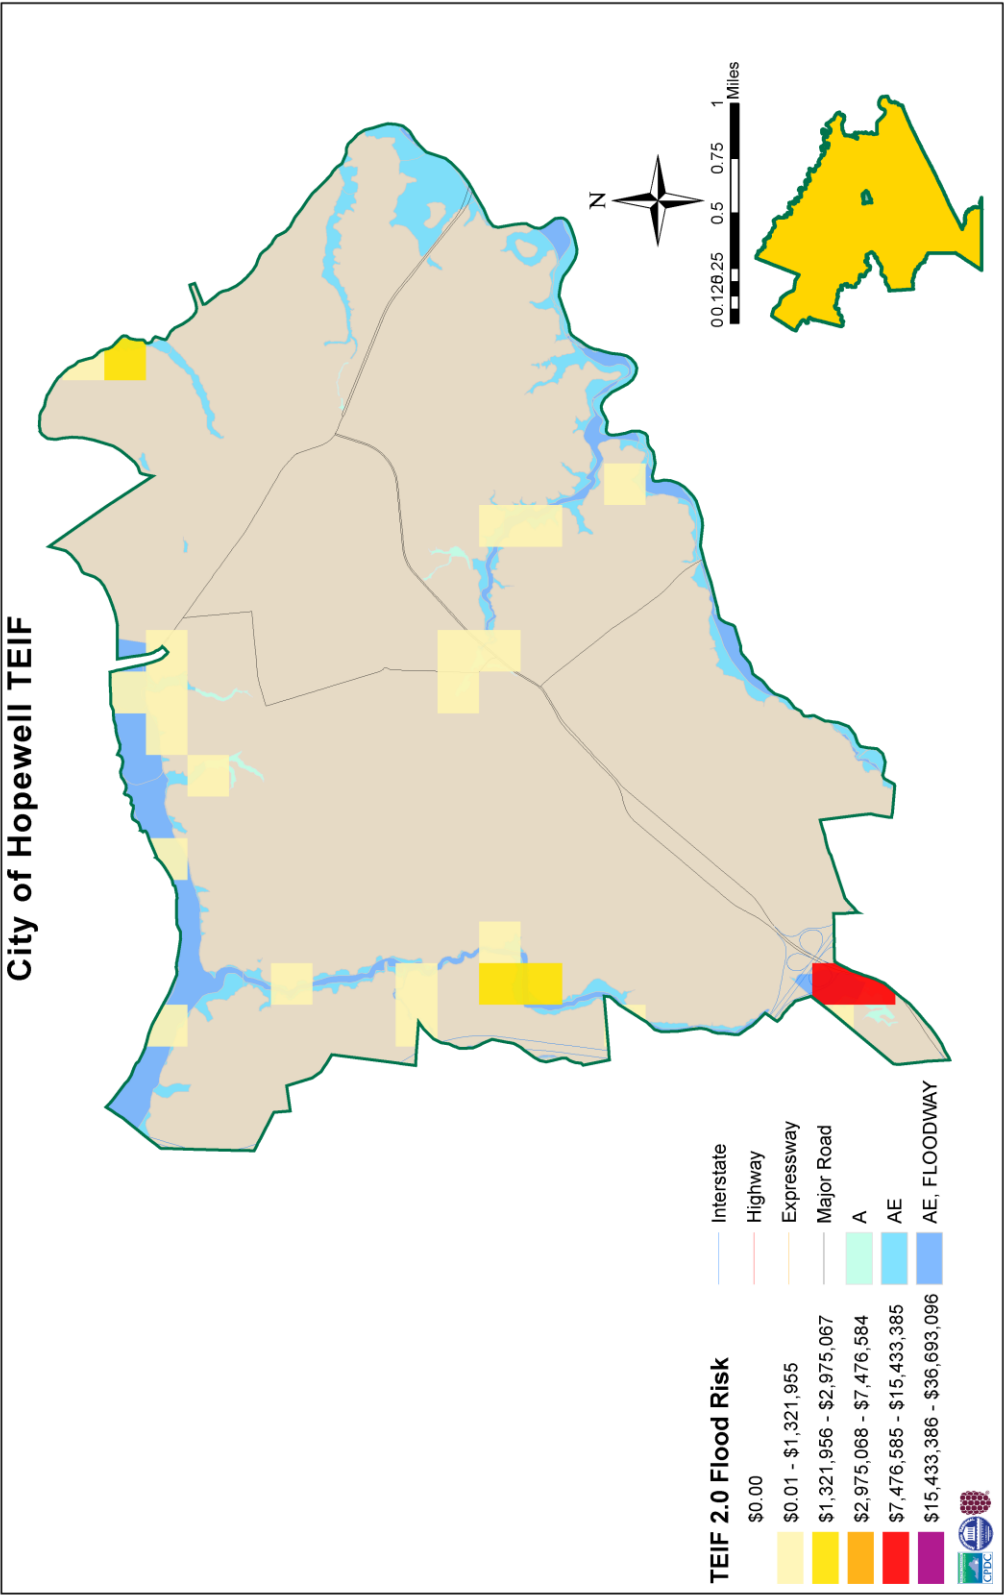 City of Hopewell TEIF
N
0 0.125 0.25 0.5 0.75 1
Miles
TEIF 2.0 Flood Risk
$0.00
$0.01 - $1,321,955
$1,321,956 - $2,975,067
$2,975,068 - $7,476,584
$7,476,585 - $15,433,385
$15,433,386 - $36,693,096
Interstate
Highway
Expressway
Major Road
A
AE
AE, FLOODWAY
CPDC